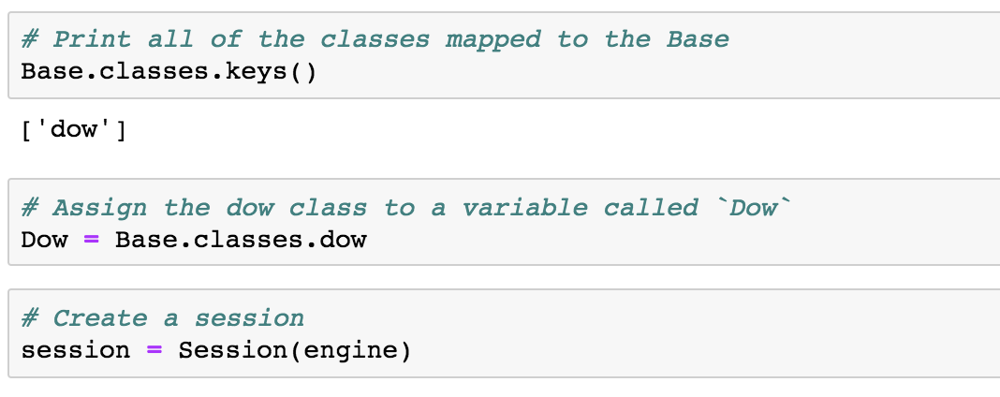 # Print all of the classes mapped to the Base
Base.classes.keys()
['dow']
# Assign the dow class to a variable called `Dow`
Dow = Base.classes.dow
# Create a session
session = Session(engine)